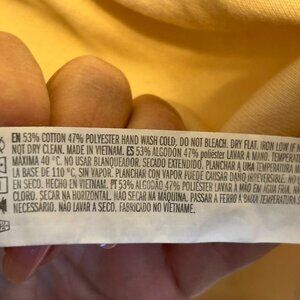 EN 53% COTTON 47% POLYESTER HAND WASH COLD, DO NOT BLEACH. DRY FLAT. IRON LOW IF N
NOT DRY CLEAN. MADE IN VIETNAM. ES 53% ALGODÓN 47% poliéster LAVAR A MANO. TEMPERAT
MÁXIMA 40 °C. NO USAR BLANQUEADOR. SECADO EXTENDIDO. PLANCHAR A UNA TEMPERATURA M
LA BASE DE 110 °C, SIN VAPOR. PLANCHAR CON VAPOR PUEDE CAUSAR DAÑO IRREVERSIBLE. N
EN SECO. HECHO EN VIETNAM. PT 53% ALGODÃO 47% POLIÉSTER LAVAR A MÃO EM ÁGUA FRIA.
CLORO. SECAR NA HORIZONTAL. NÃO SECAR NA MÁQUINA. PASSAR A FERRO A BAIXA TEMPERATURA S
NECESSÁRIO. NÃO LAVAR A SECO. FABRICADO NO VIETNAME.